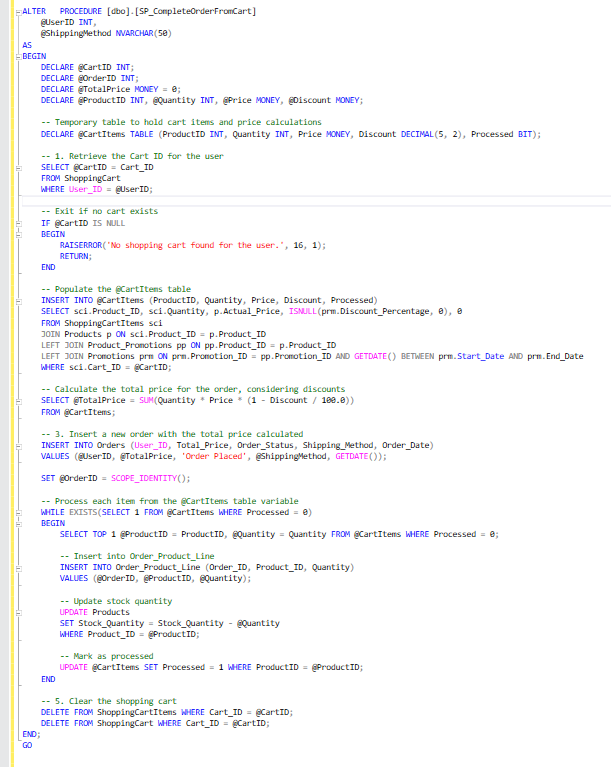 ALTER   PROCEDURE [dbo].[SP_CompleteOrderFromCart]
    @UserID INT,
    @ShippingMethod NVARCHAR(50)
AS
BEGIN
    DECLARE @CartID INT;
    DECLARE @OrderID INT;
    DECLARE @TotalPrice MONEY = 0;
    DECLARE @ProductID INT, @Quantity INT, @Price MONEY, @Discount MONEY;

    -- Temporary table to hold cart items and price calculations
    DECLARE @CartItems TABLE (ProductID INT, Quantity INT, Price MONEY, Discount DECIMAL(5, 2), Processed BIT);

    -- 1. Retrieve the Cart ID for the user
    SELECT @CartID = Cart_ID
    FROM ShoppingCart
    WHERE User_ID = @UserID;

    -- Exit if no cart exists
    IF @CartID IS NULL
    BEGIN
        RAISERROR('No shopping cart found for the user.', 16, 1);
        RETURN;
    END

    -- Populate the @CartItems table
    INSERT INTO @CartItems (ProductID, Quantity, Price, Discount, Processed)
    SELECT sci.Product_ID, sci.Quantity, p.Actual_Price, ISNULL(prm.Discount_Percentage, 0), 0
    FROM ShoppingCartItems sci
    JOIN Products p ON sci.Product_ID = p.Product_ID
    LEFT JOIN Product_Promotions pp ON pp.Product_ID = p.Product_ID
    LEFT JOIN Promotions prm ON prm.Promotion_ID = pp.Promotion_ID AND GETDATE() BETWEEN prm.Start_Date AND prm.End_Date
    WHERE sci.Cart_ID = @CartID;

    -- Calculate the total price for the order, considering discounts
    SELECT @TotalPrice = SUM(Quantity * Price * (1 - Discount / 100.0))
    FROM @CartItems;

    -- 3. Insert a new order with the total price calculated
    INSERT INTO Orders (User_ID, Total_Price, Order_Status, Shipping_Method, Order_Date)
    VALUES (@UserID, @TotalPrice, 'Order Placed', @ShippingMethod, GETDATE());

    SET @OrderID = SCOPE_IDENTITY();

    -- Process each item from the @CartItems table variable
    WHILE EXISTS(SELECT 1 FROM @CartItems WHERE Processed = 0)
    BEGIN
        SELECT TOP 1 @ProductID = ProductID, @Quantity = Quantity FROM @CartItems WHERE Processed = 0;

        -- Insert into Order_Product_Line
        INSERT INTO Order_Product_Line (Order_ID, Product_ID, Quantity)
        VALUES (@OrderID, @ProductID, @Quantity);

        -- Update stock quantity
        UPDATE Products
        SET Stock_Quantity = Stock_Quantity - @Quantity
        WHERE Product_ID = @ProductID;

        -- Mark as processed
        UPDATE @CartItems SET Processed = 1 WHERE ProductID = @ProductID;
    END

    -- 5. Clear the shopping cart
    DELETE FROM ShoppingCartItems WHERE Cart_ID = @CartID;
    DELETE FROM ShoppingCart WHERE Cart_ID = @CartID;
END;
GO